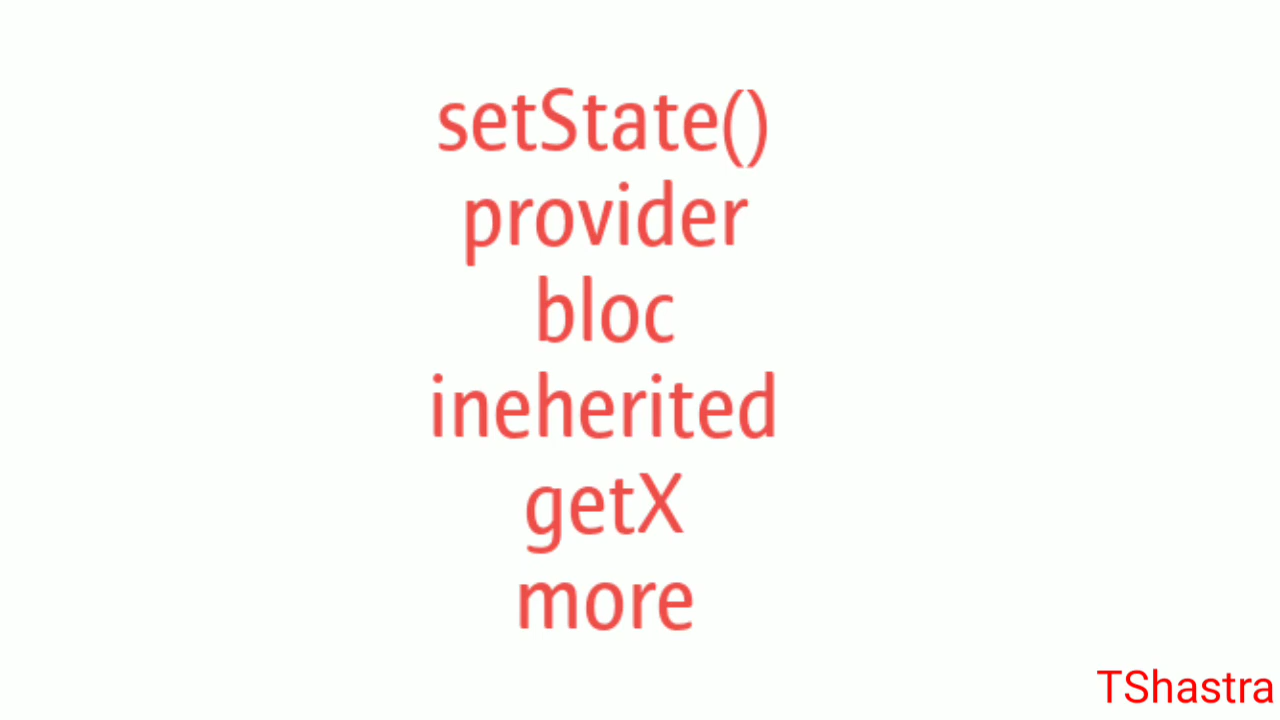 setState()
provider
bloc
ineherited
getX
more
TShastra